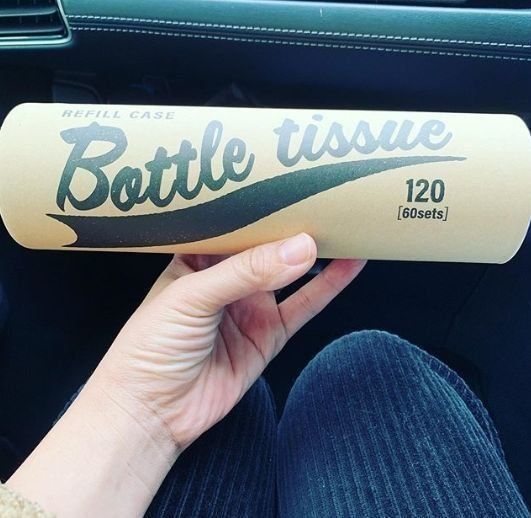 REFILL CASE
Bottle tissue
120
[60sets]